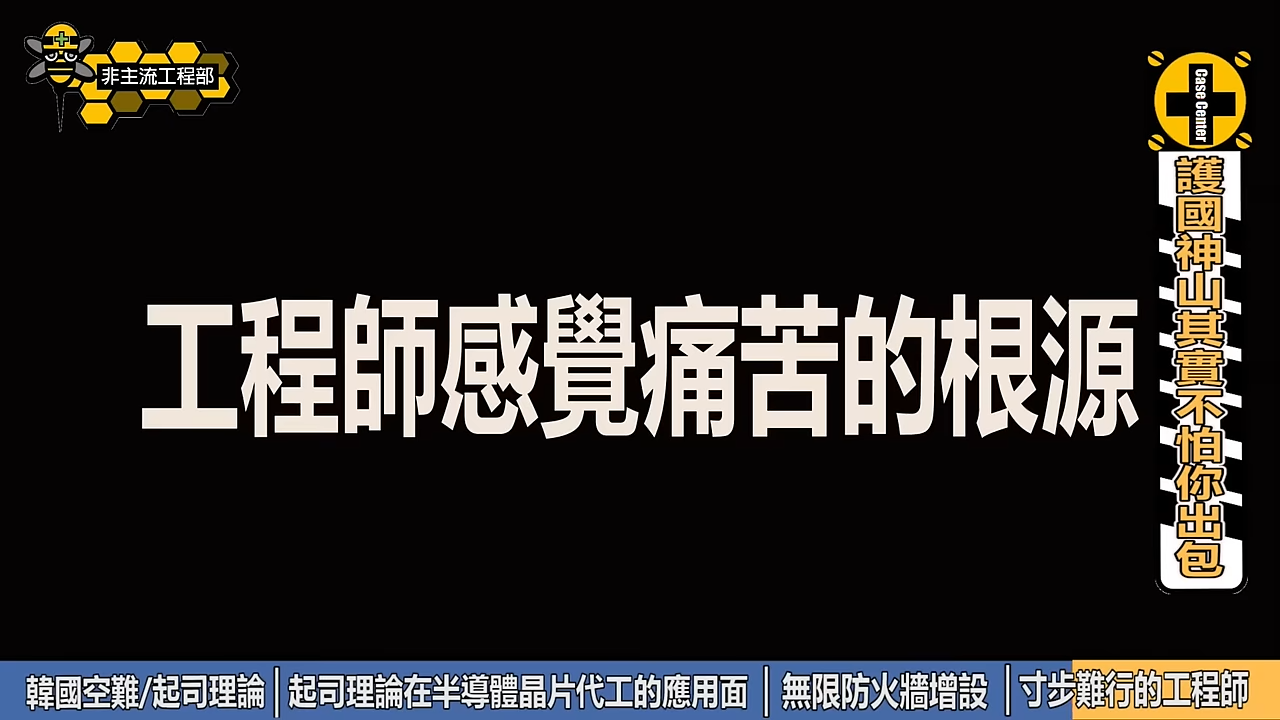 非主流工程部
Case Center
護國神山其實不怕你出包
工程師感覺痛苦的根源
韓國空難/起司理論|起司理論在半導體晶片代工的應用面|無限防火牆增設|寸步難行的工程師